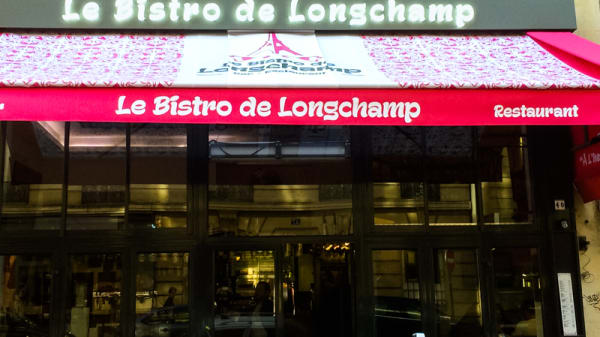 Le Bistro de Longchamp
Le Bistro de
Longchamp
Le Bistro de Longchamp
Restaurant